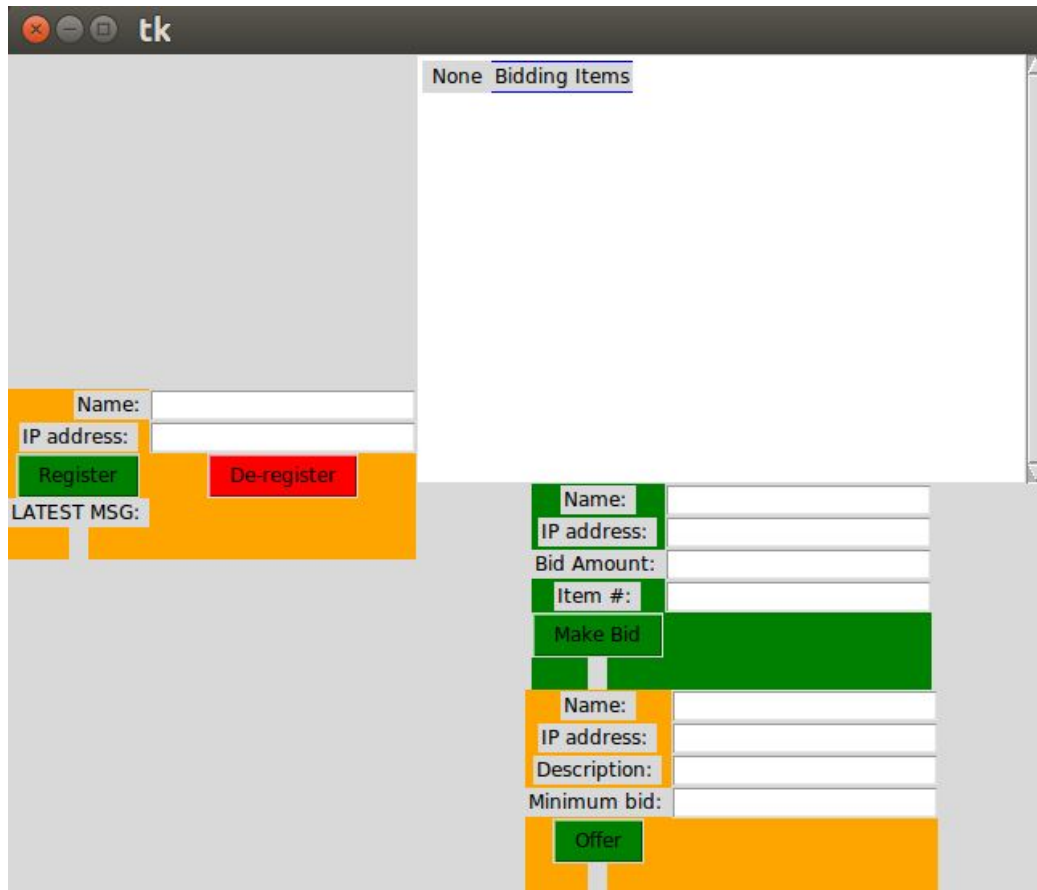 tk
None Bidding Items
Name:
IP address:
Register De-register
LATEST MSG:
Name:
IP address:
Bid Amount:
Item #:
Make Bid
Name:
IP address:
Description:
Minimum bid:
Offer